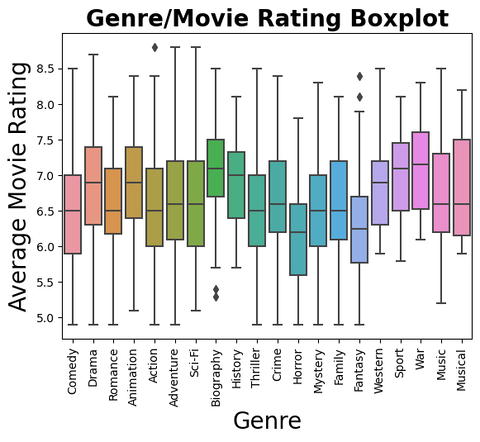 Genre/Movie Rating Boxplot
Average Movie Rating
8.5
8.0
7.5
7.0
6.5
6.0
5.5
5.0
Comedy
Drama
Romance
Animation
Action
Adventure
Sci-Fi
Biography
History
Thriller
Crime
Horror
Mystery
Family
Fantasy
Western
Sport
War
Music
Musical
Genre